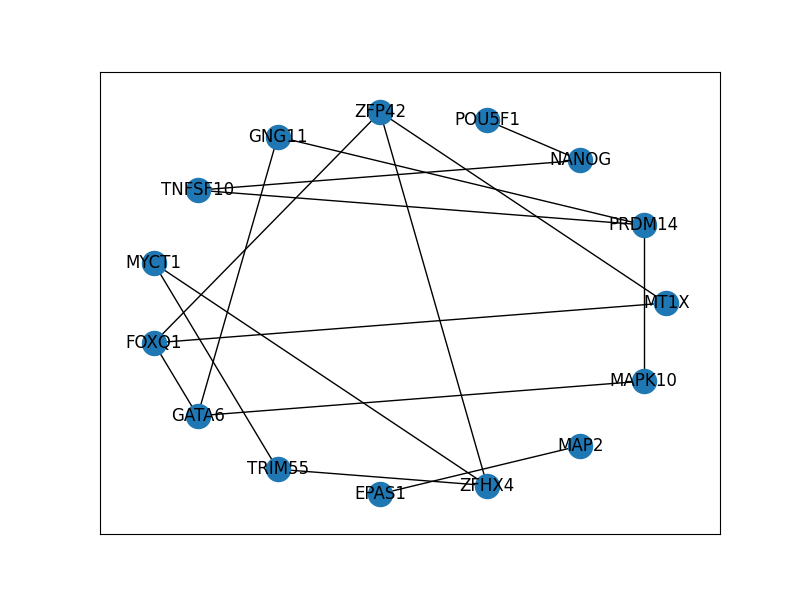 ZFP42
POU5F1
GNG11
NANOG
TNFSF10
PRDM14
MYCT1
MT1X
FOXQ1
MAPK10
GATA6
MAP2
TRIM55
ZFHX4
EPAS1